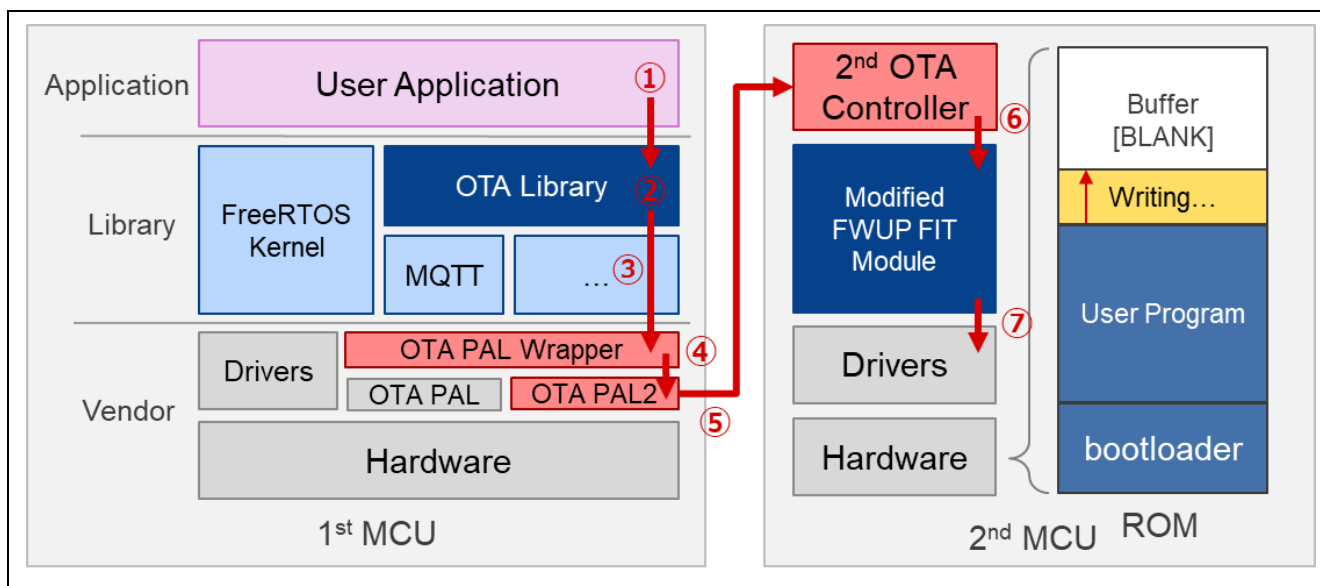 Application
User Application
①
Library
FreeRTOS
Kernel
OTA Library
②
MQTT
...
③
Vendor
Drivers
OTA PAL Wrapper
④
OTA PAL
OTA PAL2
⑤
Hardware
1st MCU
2nd OTA
Controller
⑥
Modified
FWUP FIT
Module
⑦
Drivers
Hardware
2nd MCU
Buffer
[BLANK]
Writing...
User Program
bootloader
ROM